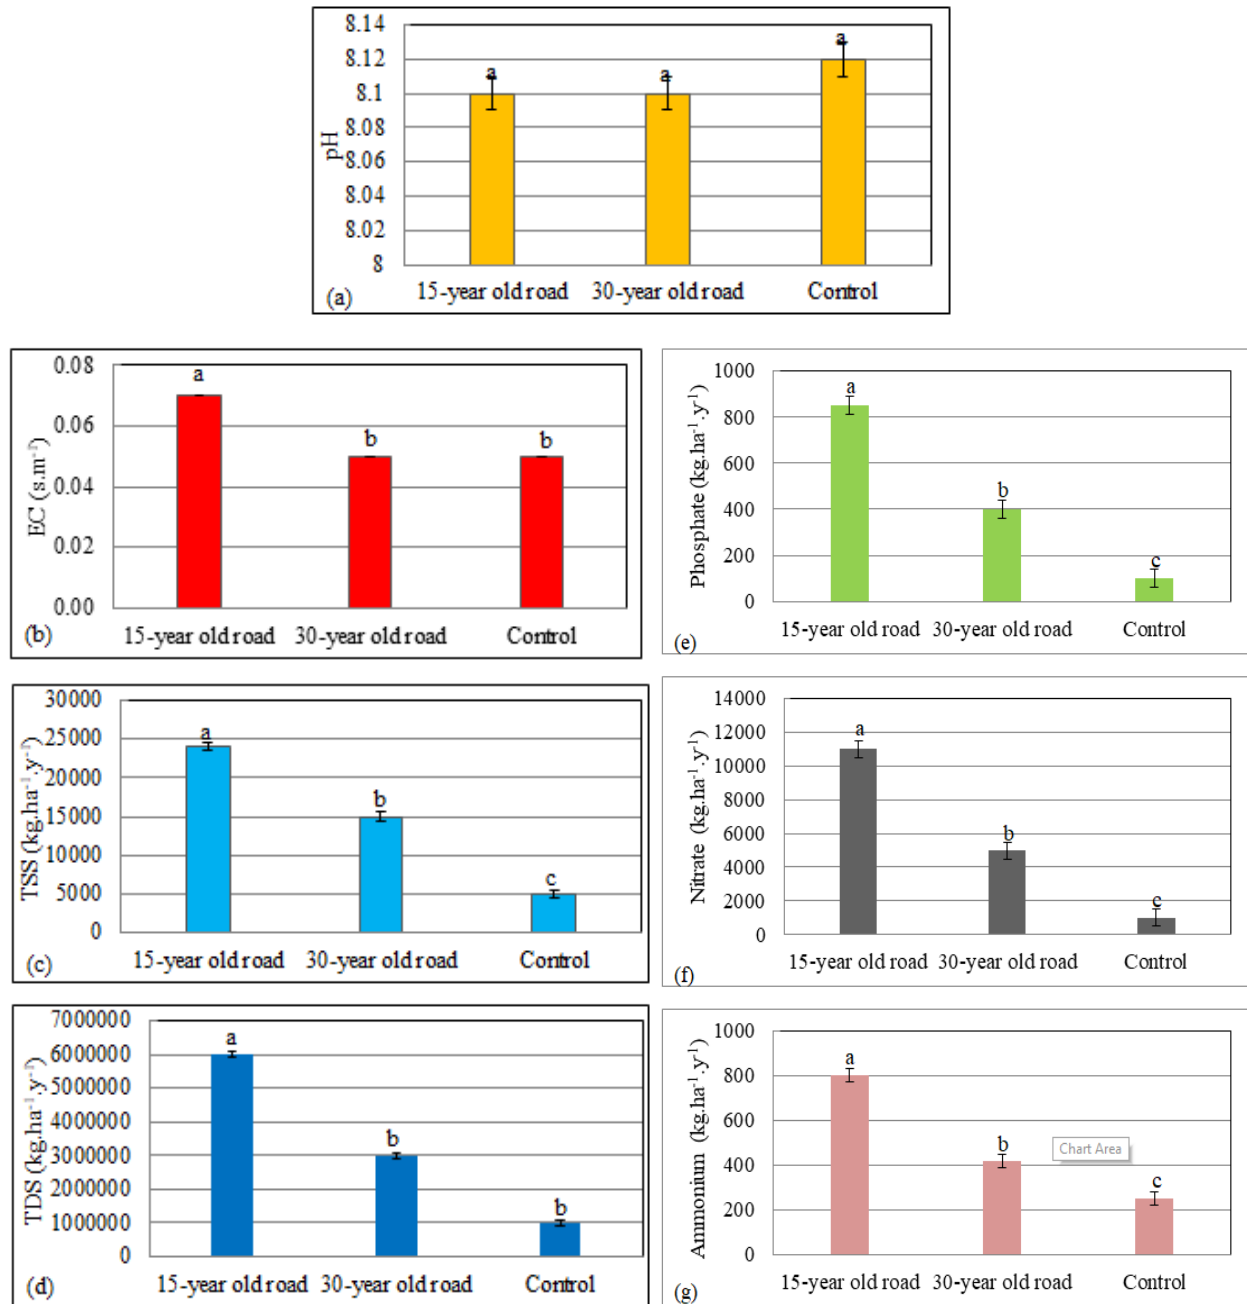 8.14
8.12
8.1
8.08
8.06
8.04
8.02
8
pH
a
a
a
15-year old road 30-year old road Control
(a)
0.08
0.06
0.04
0.02
0.00
EC (s.m⁻¹)
a
b
b
15-year old road 30-year old road Control
(b)
1000
800
600
400
200
0
Phosphate (kg.ha⁻¹.y⁻¹)
a
b
c
15-year old road 30-year old road Control
(e)
30000
25000
20000
15000
10000
5000
0
TSS (kg.ha⁻¹.y⁻¹)
a
b
c
15-year old road 30-year old road Control
(c)
14000
12000
10000
8000
6000
4000
2000
0
Nitrate (kg.ha⁻¹.y⁻¹)
a
b
c
15-year old road 30-year old road Control
(f)
7000000
6000000
5000000
4000000
3000000
2000000
1000000
0
TDS (kg.ha⁻¹.y⁻¹)
a
b
b
15-year old road 30-year old road Control
(d)
1000
800
600
400
200
0
Ammonium (kg.ha⁻¹.y⁻¹)
a
b
Chart Area
c
15-year old road 30-year old road Control
(g)